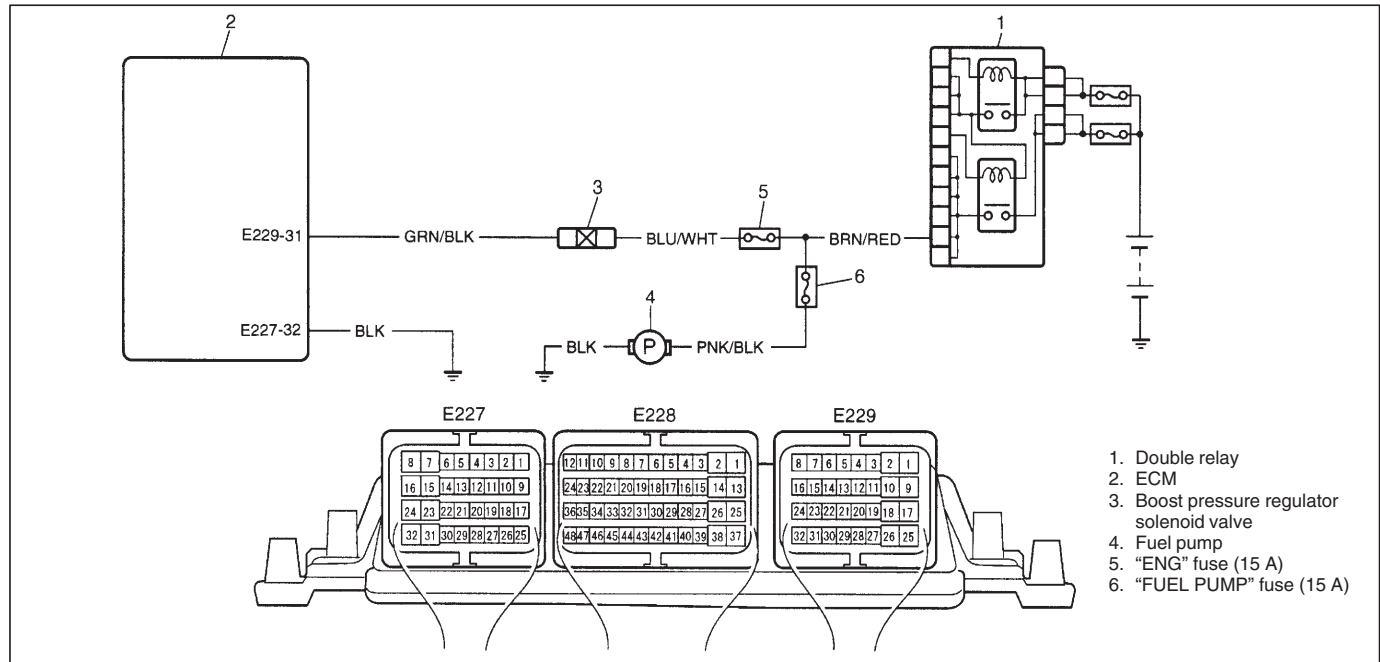 2
1
E229-31
GRN/BLK
3
BLU/WHT
5
BRN/RED
6
4
E227-32
BLK
BLK
P
PNK/BLK
E227
E228
E229
8 7 6 5 4 3 2 1
16 15 14 13 12 11 10 9
24 23 22 21 20 19 18 17
32 31 30 29 28 27 26 25
12 11 10 9 8 7 6 5 4 3 2 1
24 23 22 21 20 19 18 17 16 15 14 13
36 35 34 33 32 31 30 29 28 27 26 25
48 47 46 45 44 43 42 41 40 39 38 37
8 7 6 5 4 3 2 1
16 15 14 13 12 11 10 9
24 23 22 21 20 19 18 17
32 31 30 29 28 27 26 25
1. Double relay
2. ECM
3. Boost pressure regulator
solenoid valve
4. Fuel pump
5. “ENG” fuse (15 A)
6. “FUEL PUMP” fuse (15 A)